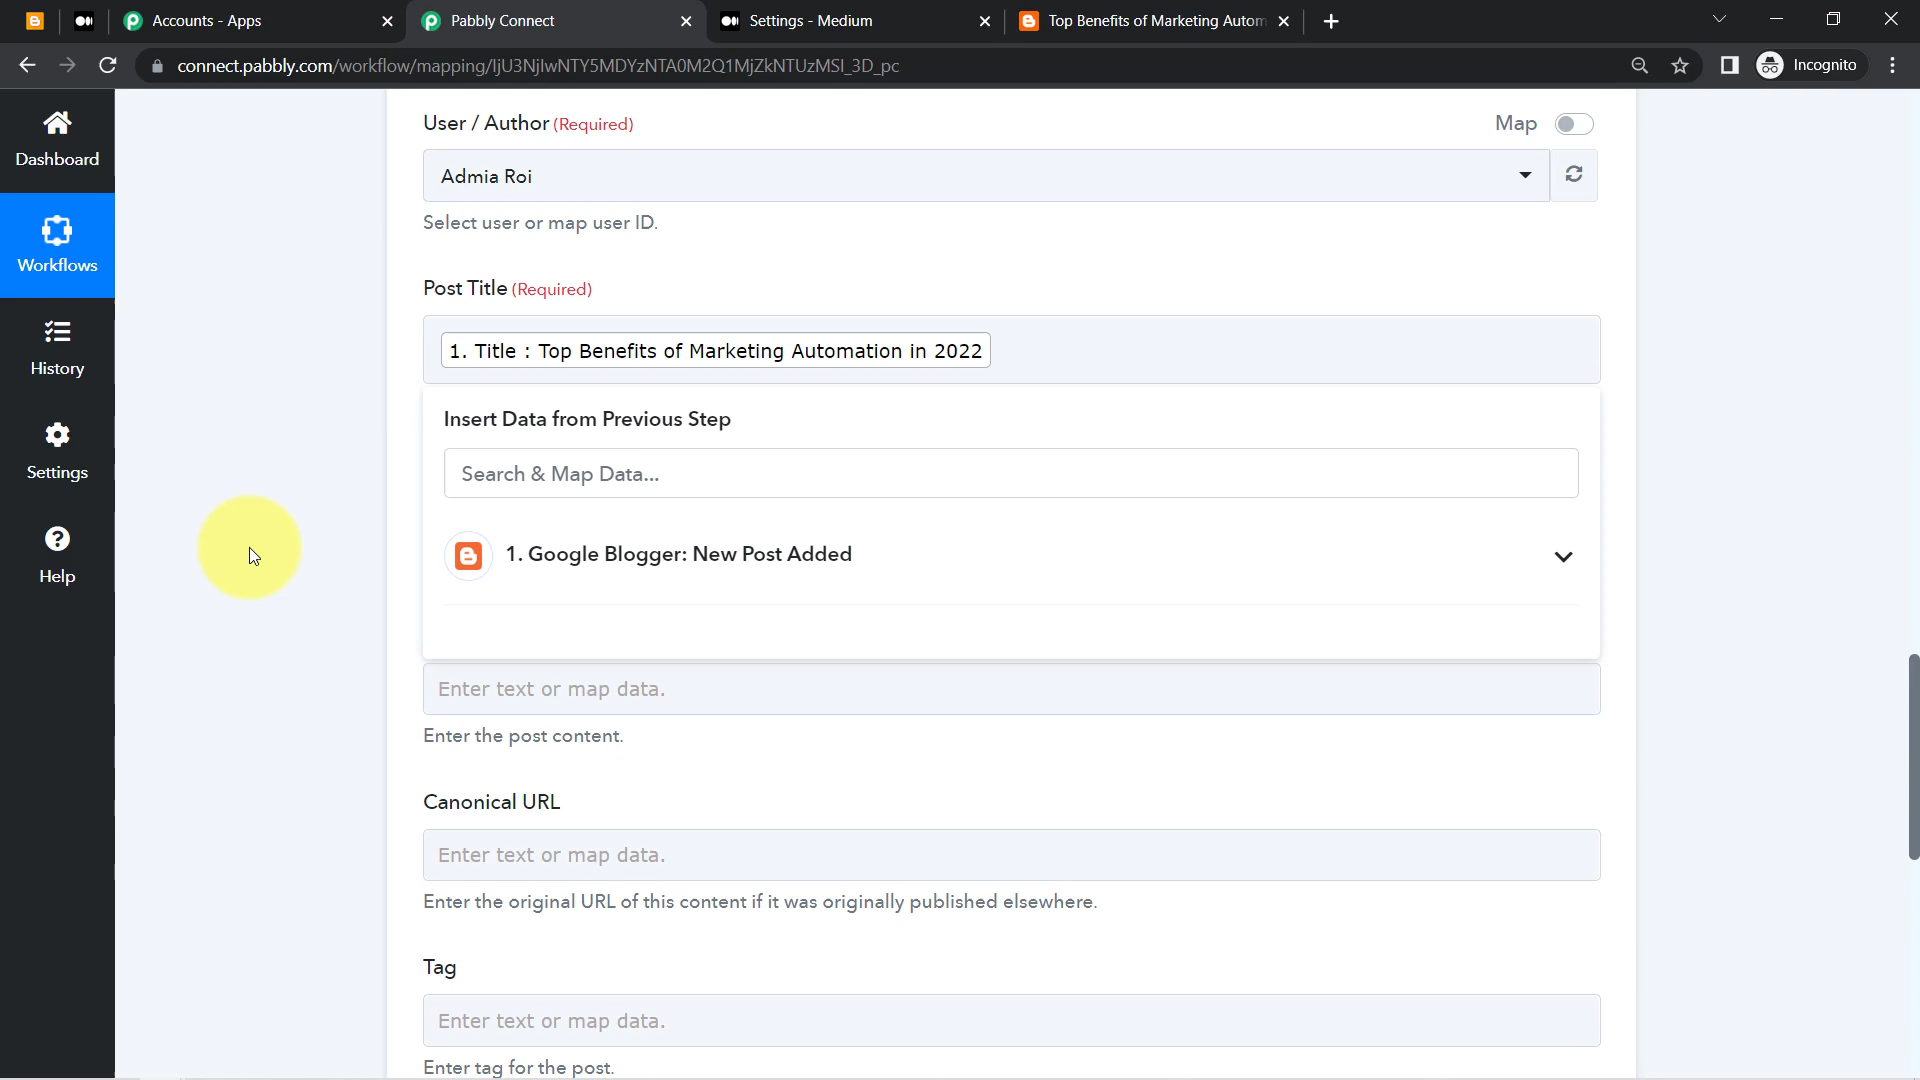 Accounts - Apps
Pabbly Connect
Settings - Medium
Top Benefits of Marketing Autom
connect.pabbly.com/workflow/mapping/IjU3NjIwNTY5MDYzNTA0M2Q1MjZkNTUzMSI_3D_pc
Incognito
Dashboard
Workflows
History
Settings
Help
User / Author (Required)
Map
Admia Roi
Select user or map user ID.
Post Title (Required)
1. Title : Top Benefits of Marketing Automation in 2022
Insert Data from Previous Step
Search & Map Data...
1. Google Blogger: New Post Added
Enter text or map data.
Enter the post content.
Canonical URL
Enter text or map data.
Enter the original URL of this content if it was originally published elsewhere.
Tag
Enter text or map data.
Enter tag for the post.